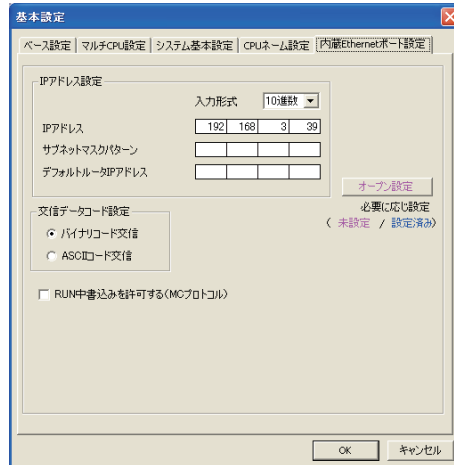 基本設定
ベース設定 マルチCPU設定 システム基本設定 CPUネーム設定 内蔵Ethernetポート設定
IPアドレス設定
入力形式 10進数
IPアドレス 192 168 3 39
サブネットマスクパターン
デフォルトルータIPアドレス
オープン設定
必要に応じ設定
( 未設定 / 設定済み)
交信データコード設定
バイナリコード交信
ASCIIコード交信
RUN中書込みを許可する(MCプロトコル)
OK キャンセル